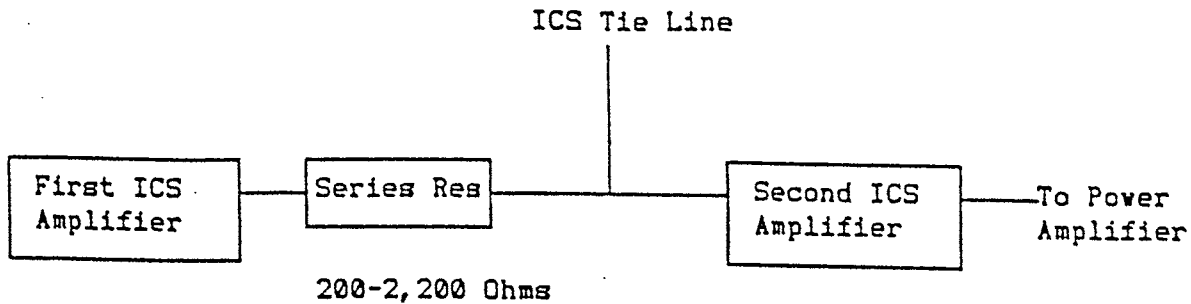 ICS Tie Line
First ICS
Amplifier
Series Res
Second ICS
Amplifier
To Power
Amplifier
200-2,200 Ohms